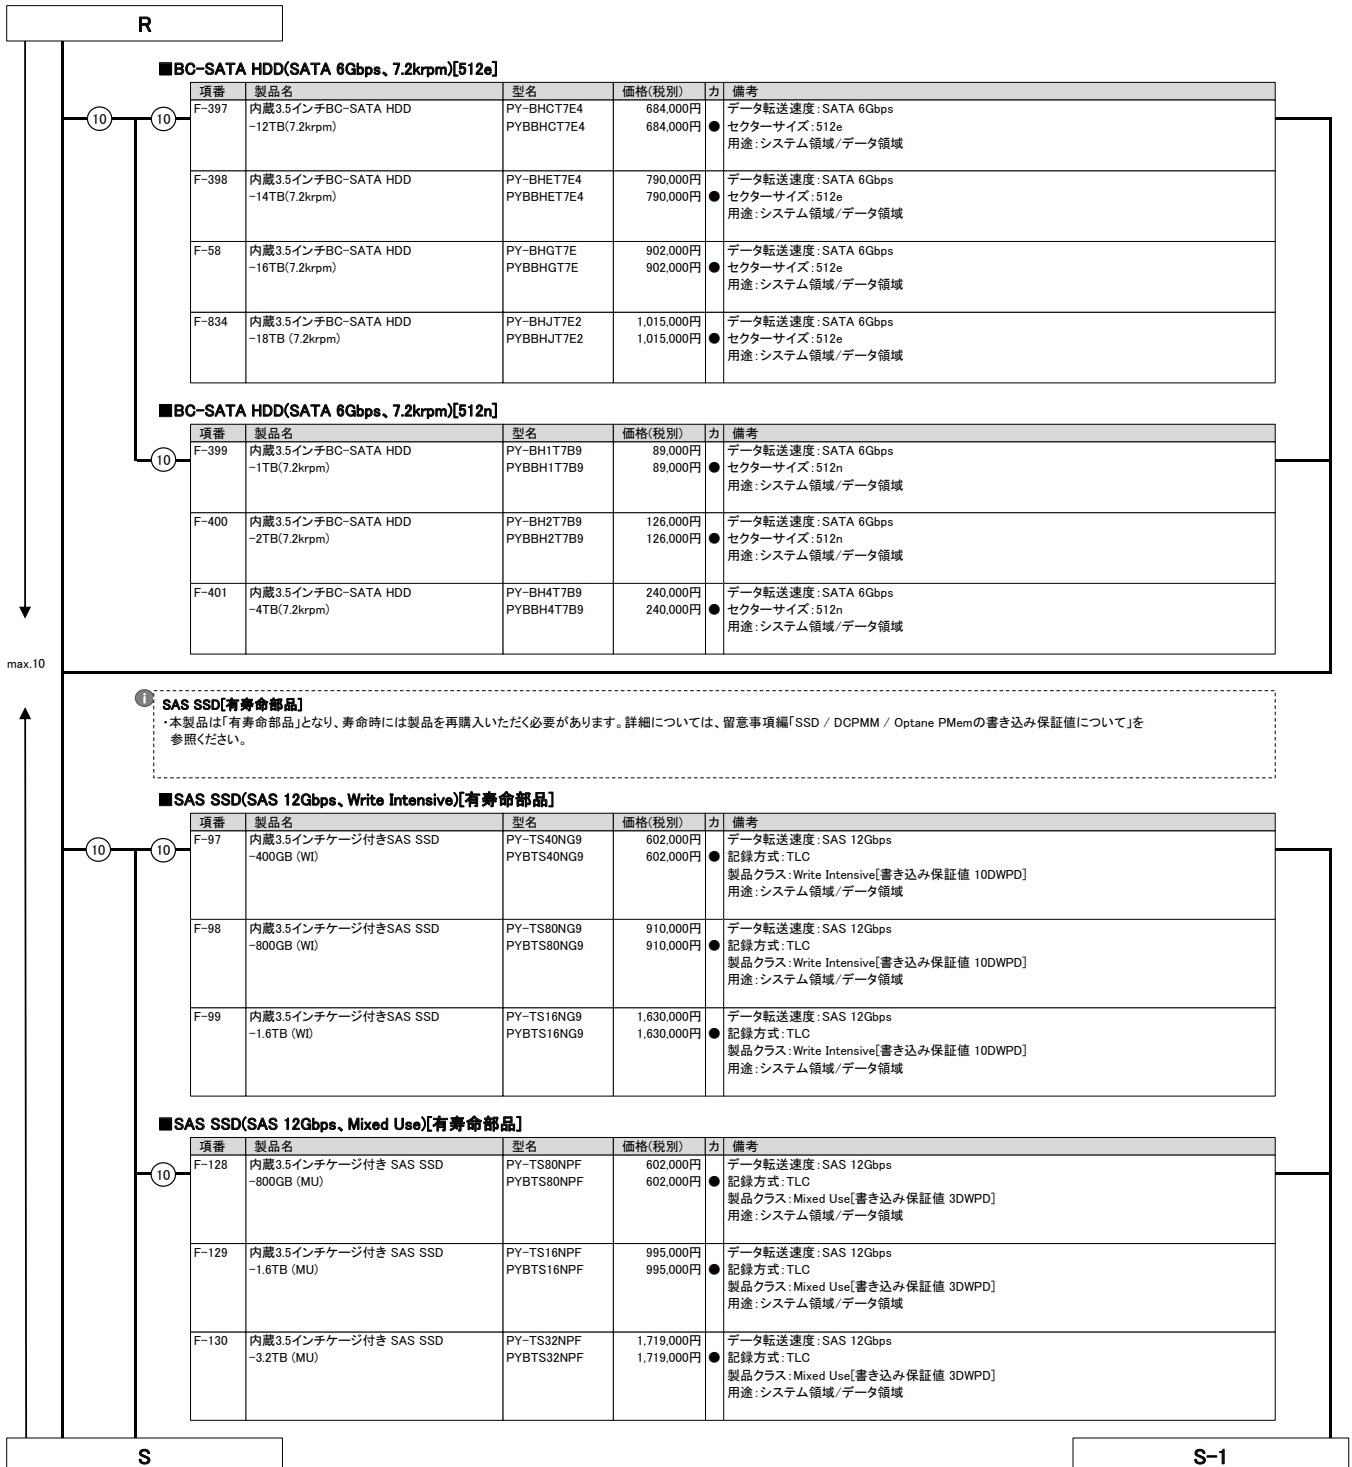 R
■BC-SATA HDD(SATA 6Gbps、7.2krpm)[512e]
項番 製品名 型名 価格(税別) カ 備考
F-397 内蔵3.5インチBC-SATA HDD PY-BHCT7E4 684,000円 データ転送速度:SATA 6Gbps
10 10 -12TB(7.2krpm) PYBBHCT7E4 684,000円 ● セクターサイズ:512e
用途:システム領域/データ領域
F-398 内蔵3.5インチBC-SATA HDD PY-BHET7E4 790,000円 データ転送速度:SATA 6Gbps
-14TB(7.2krpm) PYBBHET7E4 790,000円 ● セクターサイズ:512e
用途:システム領域/データ領域
F-58 内蔵3.5インチBC-SATA HDD PY-BHGT7E 902,000円 データ転送速度:SATA 6Gbps
-16TB(7.2krpm) PYBBHGT7E 902,000円 ● セクターサイズ:512e
用途:システム領域/データ領域
F-834 内蔵3.5インチBC-SATA HDD PY-BHJT7E2 1,015,000円 データ転送速度:SATA 6Gbps
-18TB (7.2krpm) PYBBHJT7E2 1,015,000円 ● セクターサイズ:512e
用途:システム領域/データ領域
■BC-SATA HDD(SATA 6Gbps、7.2krpm)[512n]
項番 製品名 型名 価格(税別) カ 備考
F-399 内蔵3.5インチBC-SATA HDD PY-BH1T7B9 89,000円 データ転送速度:SATA 6Gbps
10 -1TB(7.2krpm) PYBBH1T7B9 89,000円 ● セクターサイズ:512n
用途:システム領域/データ領域
F-400 内蔵3.5インチBC-SATA HDD PY-BH2T7B9 126,000円 データ転送速度:SATA 6Gbps
-2TB(7.2krpm) PYBBH2T7B9 126,000円 ● セクターサイズ:512n
用途:システム領域/データ領域
F-401 内蔵3.5インチBC-SATA HDD PY-BH4T7B9 240,000円 データ転送速度:SATA 6Gbps
-4TB(7.2krpm) PYBBH4T7B9 240,000円 ● セクターサイズ:512n
用途:システム領域/データ領域
max.10
i SAS SSD[有寿命部品]
・本製品は「有寿命部品」となり、寿命時には製品を再購入いただく必要があります。詳細については、留意事項編「SSD / DCPMM / Optane PMemの書き込み保証値について」を
参照ください。
■SAS SSD(SAS 12Gbps、Write Intensive)[有寿命部品]
項番 製品名 型名 価格(税別) カ 備考
F-97 内蔵3.5インチケージ付きSAS SSD PY-TS40NG9 602,000円 データ転送速度:SAS 12Gbps
10 10 -400GB (WI) PYBTS40NG9 602,000円 ● 記録方式:TLC
製品クラス:Write Intensive[書き込み保証値 10DWPD]
用途:システム領域/データ領域
F-98 内蔵3.5インチケージ付きSAS SSD PY-TS80NG9 910,000円 データ転送速度:SAS 12Gbps
-800GB (WI) PYBTS80NG9 910,000円 ● 記録方式:TLC
製品クラス:Write Intensive[書き込み保証値 10DWPD]
用途:システム領域/データ領域
F-99 内蔵3.5インチケージ付きSAS SSD PY-TS16NG9 1,630,000円 データ転送速度:SAS 12Gbps
-1.6TB (WI) PYBTS16NG9 1,630,000円 ● 記録方式:TLC
製品クラス:Write Intensive[書き込み保証値 10DWPD]
用途:システム領域/データ領域
■SAS SSD(SAS 12Gbps、Mixed Use)[有寿命部品]
項番 製品名 型名 価格(税別) カ 備考
F-128 内蔵3.5インチケージ付き SAS SSD PY-TS80NPF 602,000円 データ転送速度:SAS 12Gbps
10 -800GB (MU) PYBTS80NPF 602,000円 ● 記録方式:TLC
製品クラス:Mixed Use[書き込み保証値 3DWPD]
用途:システム領域/データ領域
F-129 内蔵3.5インチケージ付き SAS SSD PY-TS16NPF 995,000円 データ転送速度:SAS 12Gbps
-1.6TB (MU) PYBTS16NPF 995,000円 ● 記録方式:TLC
製品クラス:Mixed Use[書き込み保証値 3DWPD]
用途:システム領域/データ領域
F-130 内蔵3.5インチケージ付き SAS SSD PY-TS32NPF 1,719,000円 データ転送速度:SAS 12Gbps
-3.2TB (MU) PYBTS32NPF 1,719,000円 ● 記録方式:TLC
製品クラス:Mixed Use[書き込み保証値 3DWPD]
用途:システム領域/データ領域
S S-1